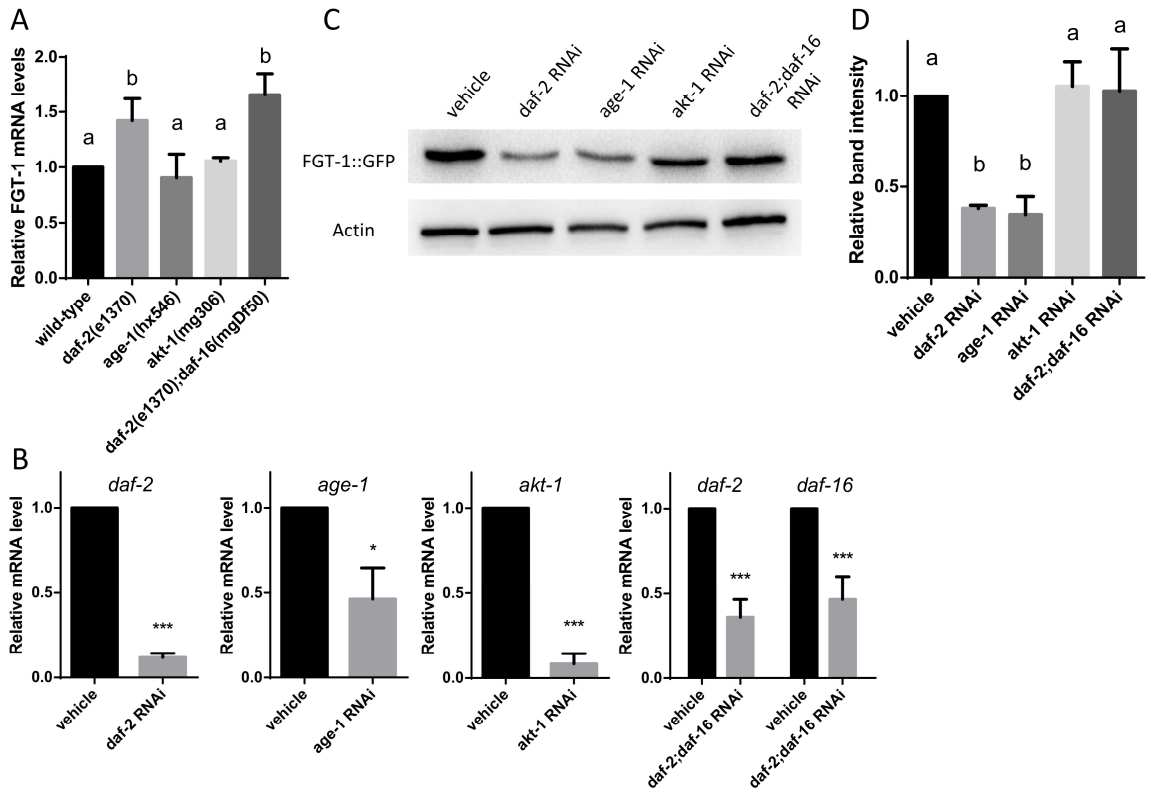 A
Relative FGT-1 mRNA levels
2.0
1.5
1.0
0.5
0.0
a
b
a
a
b
wild-type
daf-2(e1370)
age-1(hx546)
akt-1(mg306)
daf-2(e1370);daf-16(mgDf50)
C
vehicle
daf-2 RNAi
age-1 RNAi
akt-1 RNAi
daf-2;daf-16
RNAi
FGT-1::GFP
Actin
D
Relative band intensity
1.0
0.5
0.0
a
b
b
a
a
vehicle
daf-2 RNAi
age-1 RNAi
akt-1 RNAi
daf-2;daf-16 RNAi
B
Relative mRNA level
1.0
0.5
0.0
daf-2
***
vehicle
daf-2 RNAi
Relative mRNA level
1.0
0.5
0.0
age-1
*
vehicle
age-1 RNAi
Relative mRNA level
1.0
0.5
0.0
akt-1
***
vehicle
akt-1 RNAi
Relative mRNA level
1.0
0.5
0.0
daf-2
daf-16
***
***
vehicle
daf-2;daf-16 RNAi
vehicle
daf-2;daf-16 RNAi